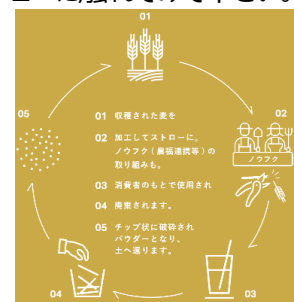 01
02
ノウフク
03
04
05
01 収穫された麦を
02 加工してストローに。
ノウフク（農福連携等）の
取り組みも。
03 消費者のもとで使用され
04 廃棄されます。
05 チップ状に破砕され
パウダーとなり、
土へ還ります。